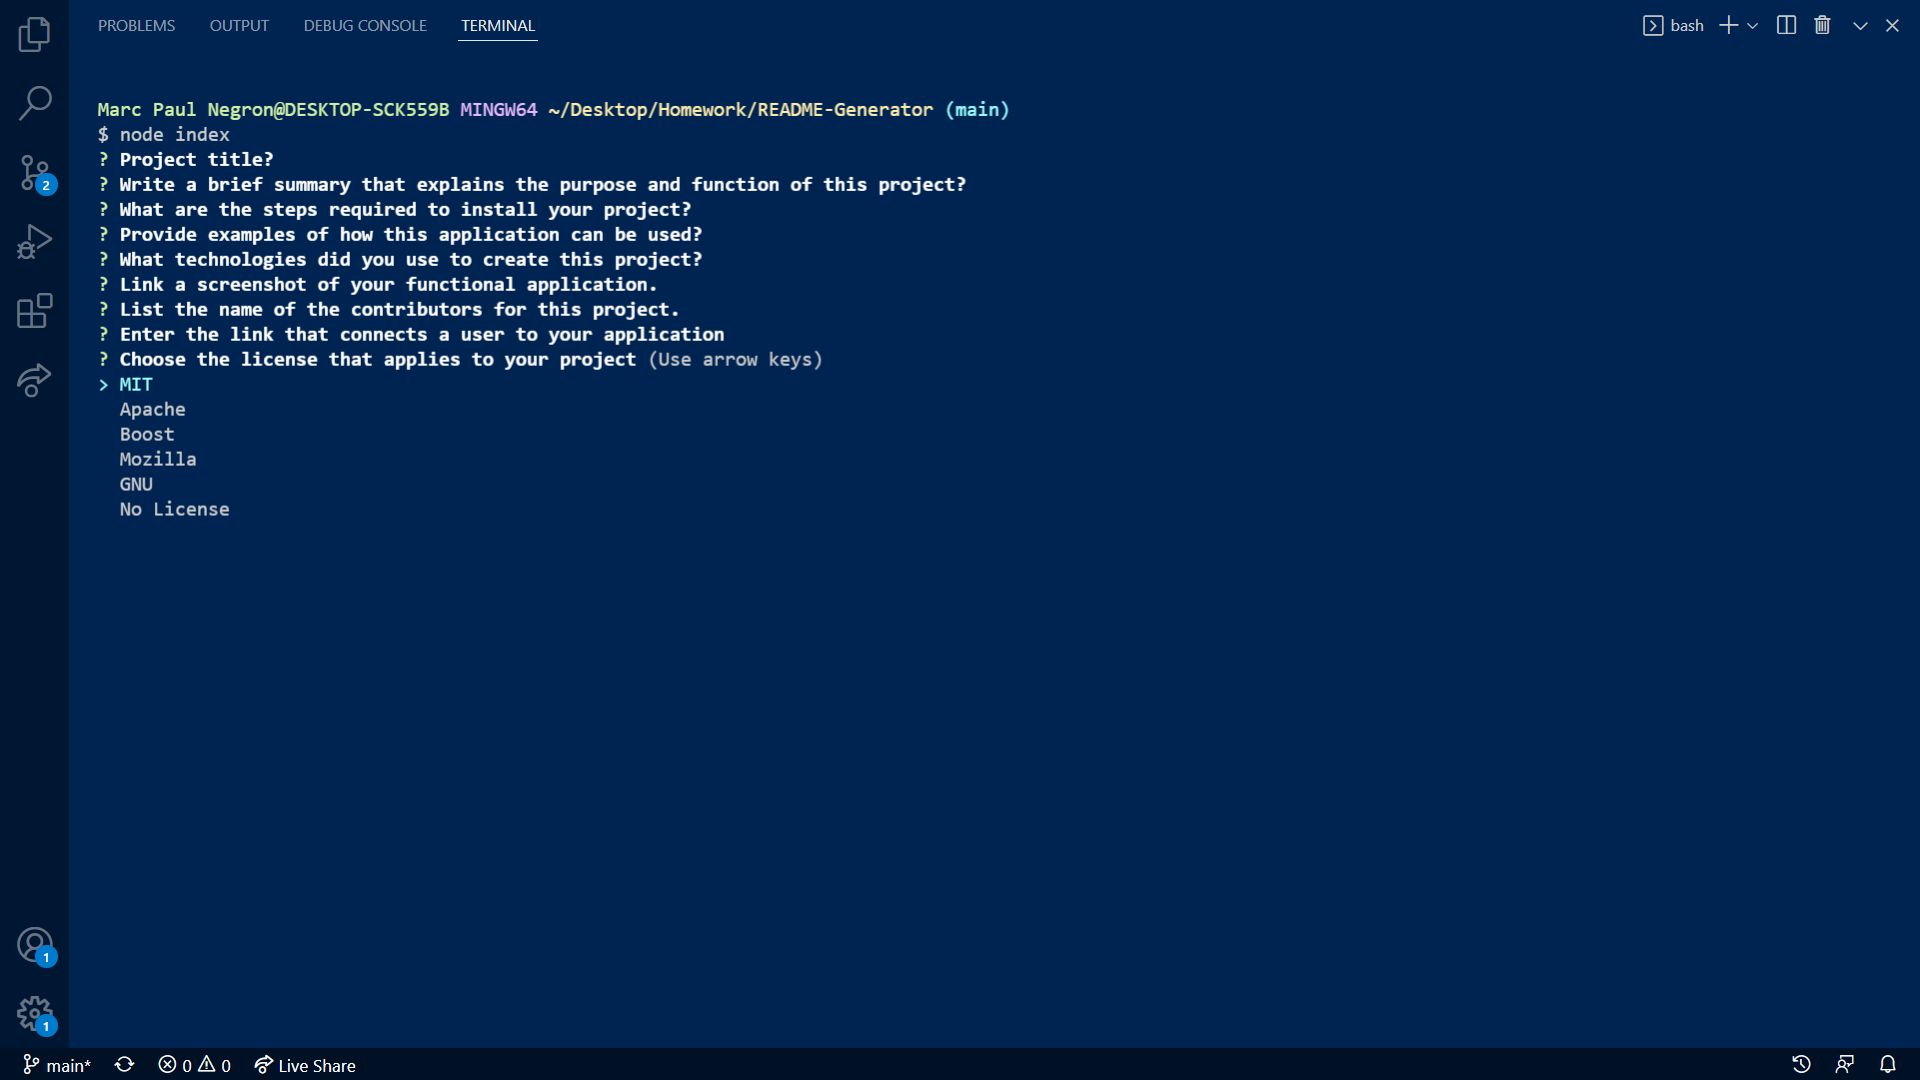 PROBLEMS OUTPUT DEBUG CONSOLE TERMINAL bash
Marc Paul Negron@DESKTOP-SCK559B MINGW64 ~/Desktop/Homework/README-Generator (main)
$ node index
? Project title?
? Write a brief summary that explains the purpose and function of this project?
? What are the steps required to install your project?
? Provide examples of how this application can be used?
? What technologies did you use to create this project?
? Link a screenshot of your functional application.
? List the name of the contributors for this project.
? Enter the link that connects a user to your application
? Choose the license that applies to your project (Use arrow keys)
> MIT
Apache
Boost
Mozilla
GNU
No License
2
1
1
main* 0 0 Live Share